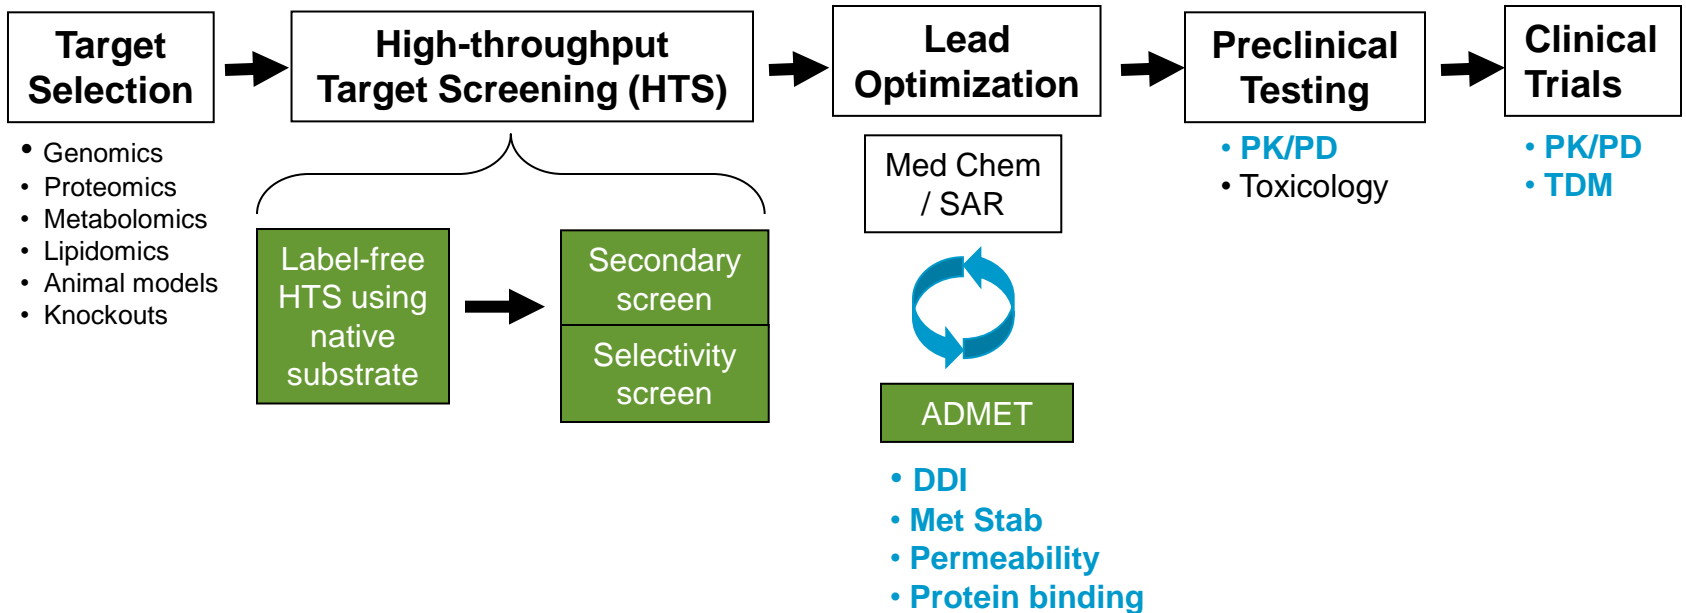 Target
Selection
• Genomics
• Proteomics
• Metabolomics
• Lipidomics
• Animal models
• Knockouts
High-throughput
Target Screening (HTS)
Label-free
HTS using
native
substrate
Secondary
screen
Selectivity
screen
Lead
Optimization
Med Chem
/ SAR
ADMET
• DDI
• Met Stab
• Permeability
• Protein binding
Preclinical
Testing
• PK/PD
• Toxicology
Clinical
Trials
• PK/PD
• TDM